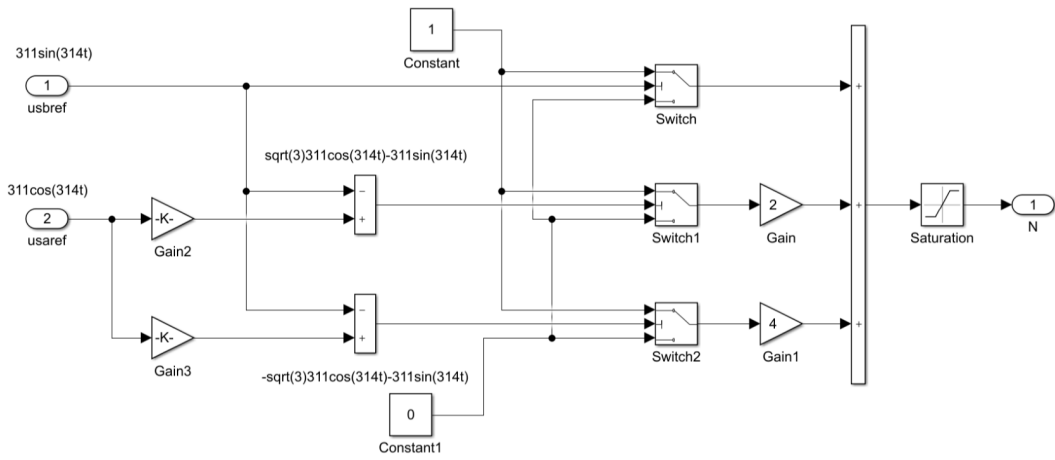 1
Constant
311sin(314t)
1
usbref
Switch
+
sqrt(3)311cos(314t)-311sin(314t)
311cos(314t)
2
usaref
-K-
Gain2
−
+
Switch1
2
Gain
+
Saturation
1
N
-K-
Gain3
−
+
Switch2
4
Gain1
+
-sqrt(3)311cos(314t)-311sin(314t)
0
Constant1